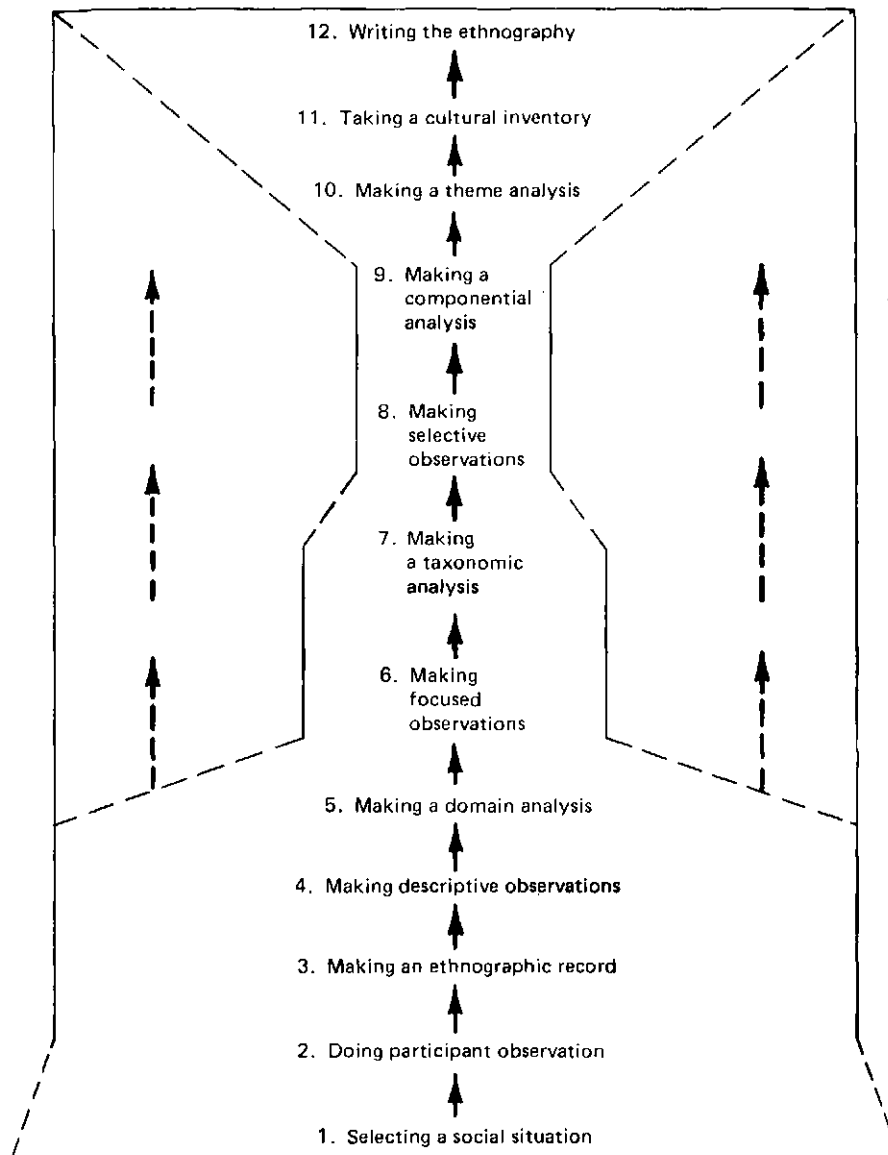 12. Writing the ethnography
11. Taking a cultural inventory
10. Making a theme analysis
9. Making a
componential
analysis
8. Making
selective
observations
7. Making
a taxonomic
analysis
6. Making
focused
observations
5. Making a domain analysis
4. Making descriptive observations
3. Making an ethnographic record
2. Doing participant observation
1. Selecting a social situation